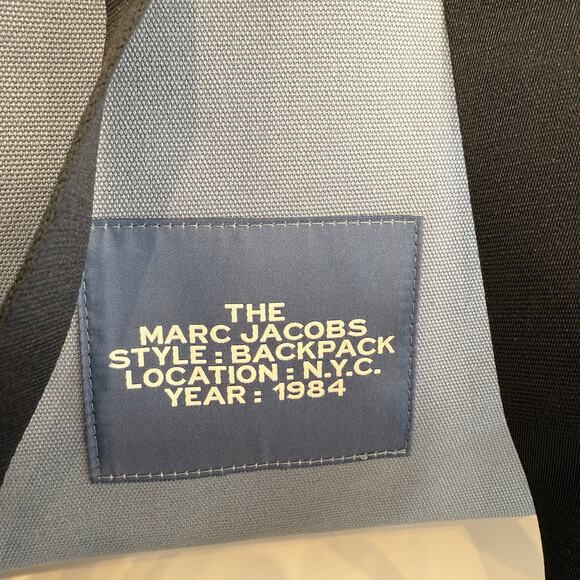 THE
MARC JACOBS
STYLE : BACKPACK
LOCATION : N.Y.C.
YEAR : 1984